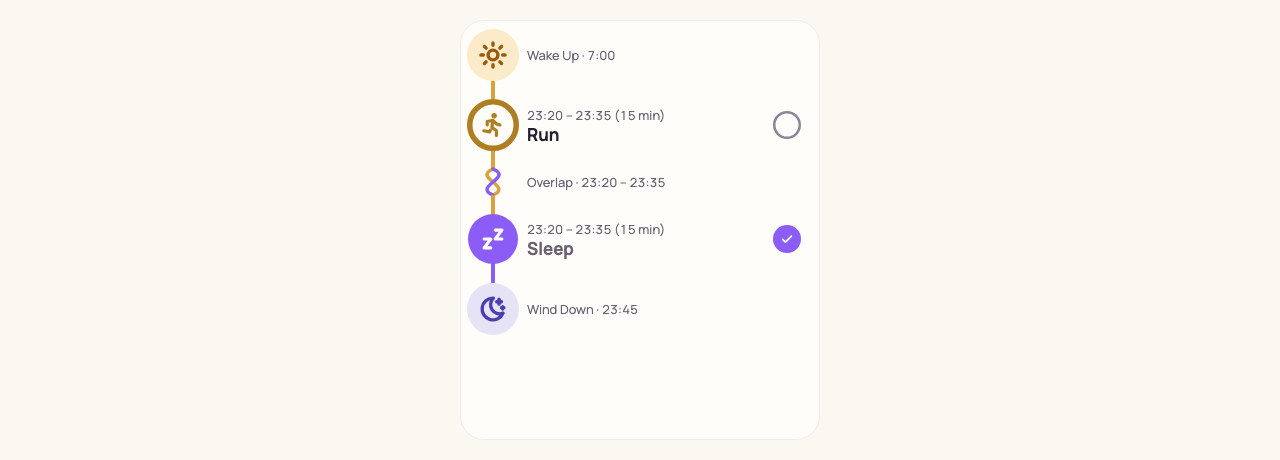 Wake Up · 7:00
23:20 – 23:35 (15 min)
Run
Overlap · 23:20 – 23:35
23:20 – 23:35 (15 min)
Sleep
Wind Down · 23:45